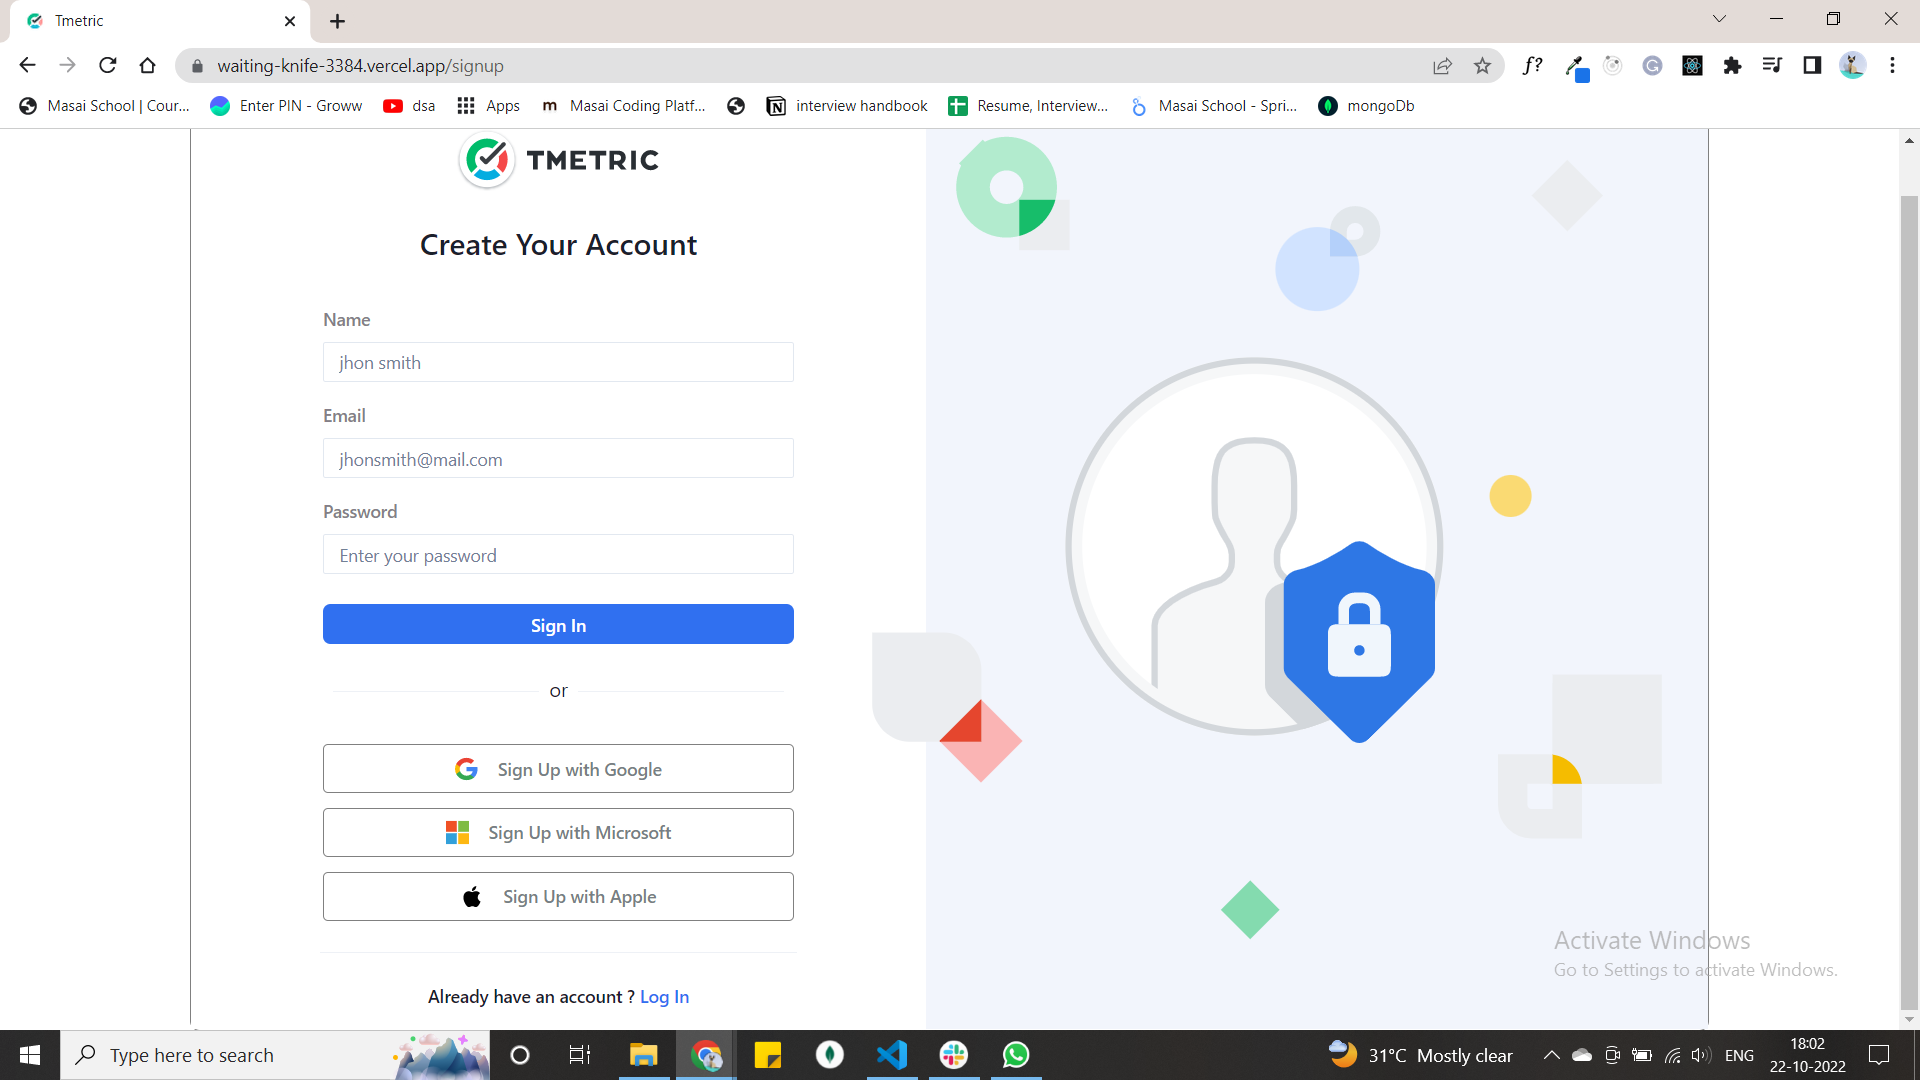 Tmetric
waiting-knife-3384.vercel.app/signup
f?
Masai School | Cour...
Enter PIN - Groww
dsa
Apps
m
Masai Coding Platf...
interview handbook
Resume, Interview...
Masai School - Spri...
mongoDb
TMETRIC
Create Your Account
Name
jhon smith
Email
jhonsmith@mail.com
Password
Enter your password
Sign In
or
Sign Up with Google
Sign Up with Microsoft
Sign Up with Apple
Already have an account ? Log In
Activate Windows
Go to Settings to activate Windows.
Type here to search
31°C Mostly clear
ENG
18:02
22-10-2022